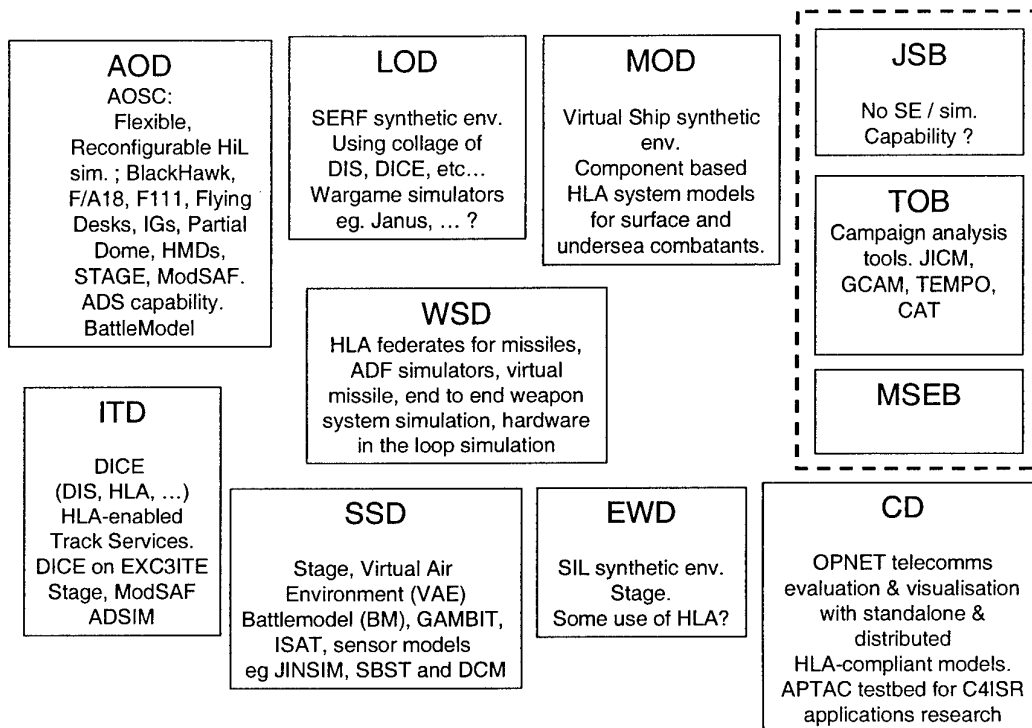 AOD
AOSC:
Flexible,
Reconfigurable HiL
sim. ; BlackHawk,
F/A18, F111, Flying
Desks, IGs, Partial
Dome, HMDs,
STAGE, ModSAF.
ADS capability.
BattleModel
LOD
SERF synthetic env.
Using collage of
DIS, DICE, etc...
Wargame simulators
eg. Janus, ... ?
MOD
Virtual Ship synthetic
env.
Component based
HLA system models
for surface and
undersea combatants.
JSB
No SE / sim.
Capability ?
TOB
Campaign analysis
tools. JICM,
GCAM, TEMPO,
CAT
MSEB
WSD
HLA federates for missiles,
ADF simulators, virtual
missile, end to end weapon
system simulation, hardware
in the loop simulation
ITD
DICE
(DIS, HLA, ...)
HLA-enabled
Track Services.
DICE on EXC3ITE
Stage, ModSAF
ADSIM
SSD
Stage, Virtual Air
Environment (VAE)
Battlemodel (BM), GAMBIT,
ISAT, sensor models
eg JINSIM, SBST and DCM
EWD
SIL synthetic env.
Stage.
Some use of HLA?
CD
OPNET telecomms
evaluation & visualisation
with standalone &
distributed
HLA-compliant models.
APTAC testbed for C4ISR
applications research